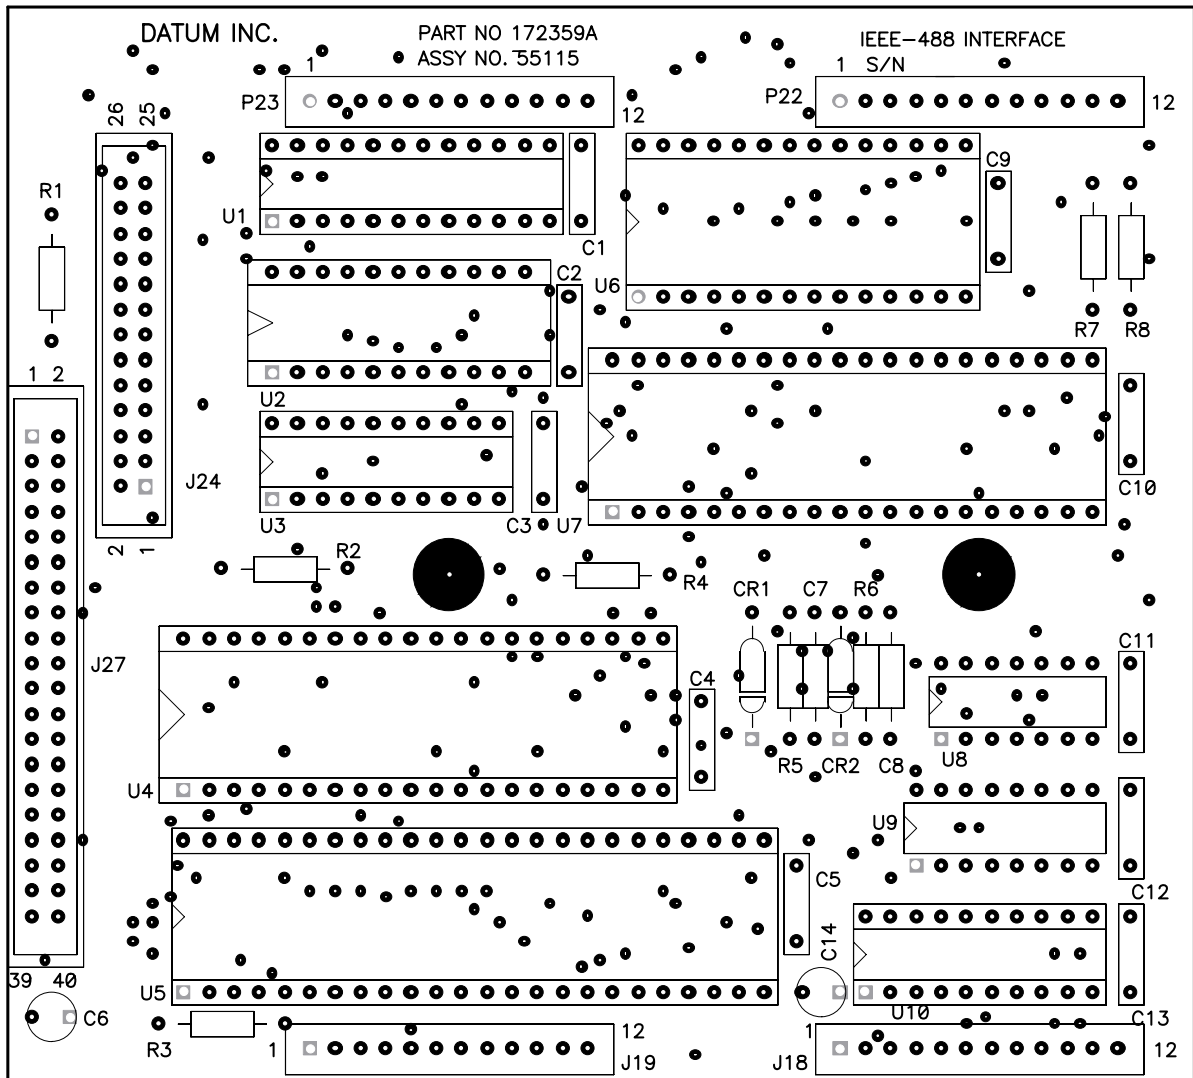 DATUM INC.
PART NO 172359A
ASSY NO. 55115
IEEE-488 INTERFACE
1
1 S/N
P23
12
P22
12
26
25
R1
U1
C1
C9
C2
U6
R7
R8
1 2
U2
J24
C10
U3
C3
U7
2
1
R2
R4
CR1
C7
R6
J27
C11
C4
U4
R5
CR2
C8
U8
U9
C5
C12
C14
39 40
U5
C6
U10
C13
R3
1
12
J19
1
J18
12